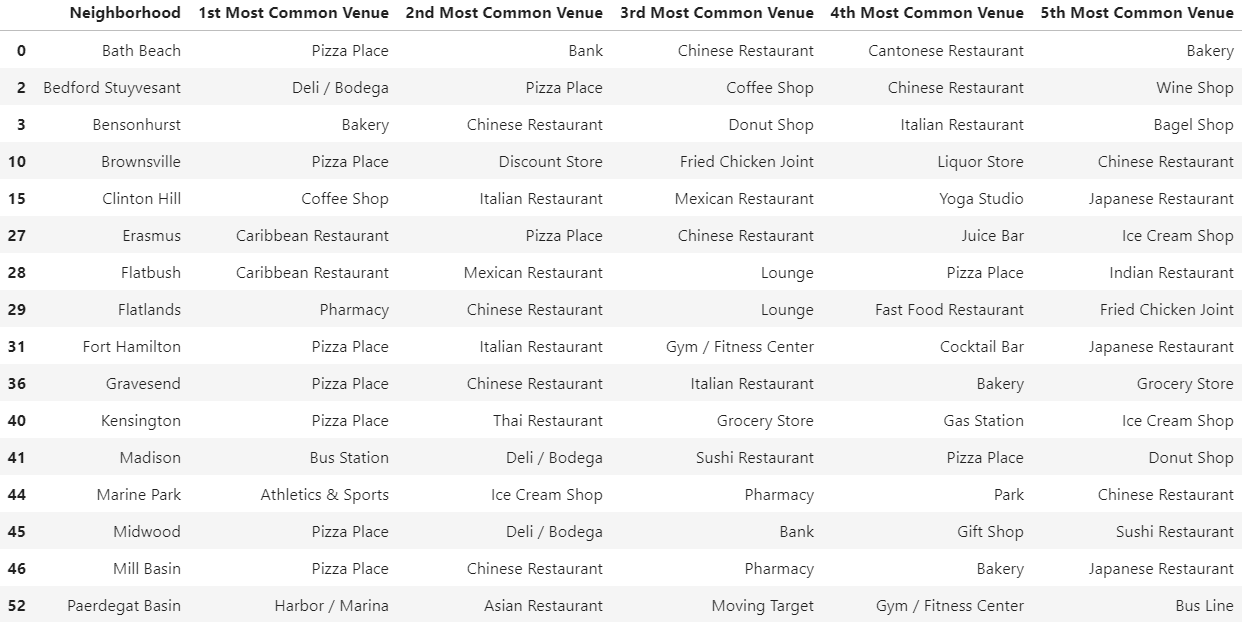 Neighborhood 1st Most Common Venue 2nd Most Common Venue 3rd Most Common Venue 4th Most Common Venue 5th Most Common Venue
0 Bath Beach Pizza Place Bank Chinese Restaurant Cantonese Restaurant Bakery
2 Bedford Stuyvesant Deli / Bodega Pizza Place Coffee Shop Chinese Restaurant Wine Shop
3 Bensonhurst Bakery Chinese Restaurant Donut Shop Italian Restaurant Bagel Shop
10 Brownsville Pizza Place Discount Store Fried Chicken Joint Liquor Store Chinese Restaurant
15 Clinton Hill Coffee Shop Italian Restaurant Mexican Restaurant Yoga Studio Japanese Restaurant
27 Erasmus Caribbean Restaurant Pizza Place Chinese Restaurant Juice Bar Ice Cream Shop
28 Flatbush Caribbean Restaurant Mexican Restaurant Lounge Pizza Place Indian Restaurant
29 Flatlands Pharmacy Chinese Restaurant Lounge Fast Food Restaurant Fried Chicken Joint
31 Fort Hamilton Pizza Place Italian Restaurant Gym / Fitness Center Cocktail Bar Japanese Restaurant
36 Gravesend Pizza Place Chinese Restaurant Italian Restaurant Bakery Grocery Store
40 Kensington Pizza Place Thai Restaurant Grocery Store Gas Station Ice Cream Shop
41 Madison Bus Station Deli / Bodega Sushi Restaurant Pizza Place Donut Shop
44 Marine Park Athletics & Sports Ice Cream Shop Pharmacy Park Chinese Restaurant
45 Midwood Pizza Place Deli / Bodega Bank Gift Shop Sushi Restaurant
46 Mill Basin Pizza Place Chinese Restaurant Pharmacy Bakery Japanese Restaurant
52 Paerdegat Basin Harbor / Marina Asian Restaurant Moving Target Gym / Fitness Center Bus Line